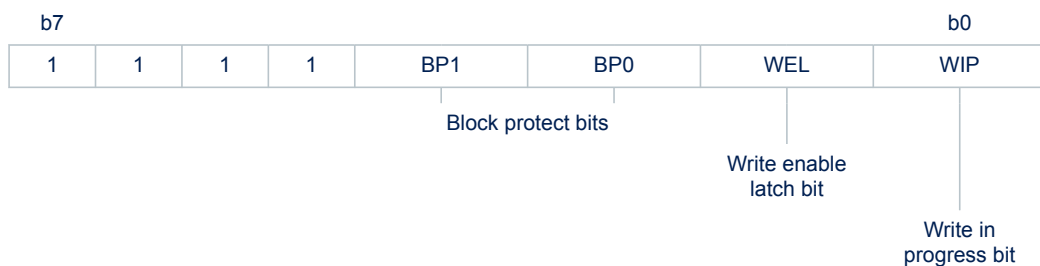 b7 b0
1 1 1 1 BP1 BP0 WEL WIP
Block protect bits
Write enable
latch bit
Write in
progress bit